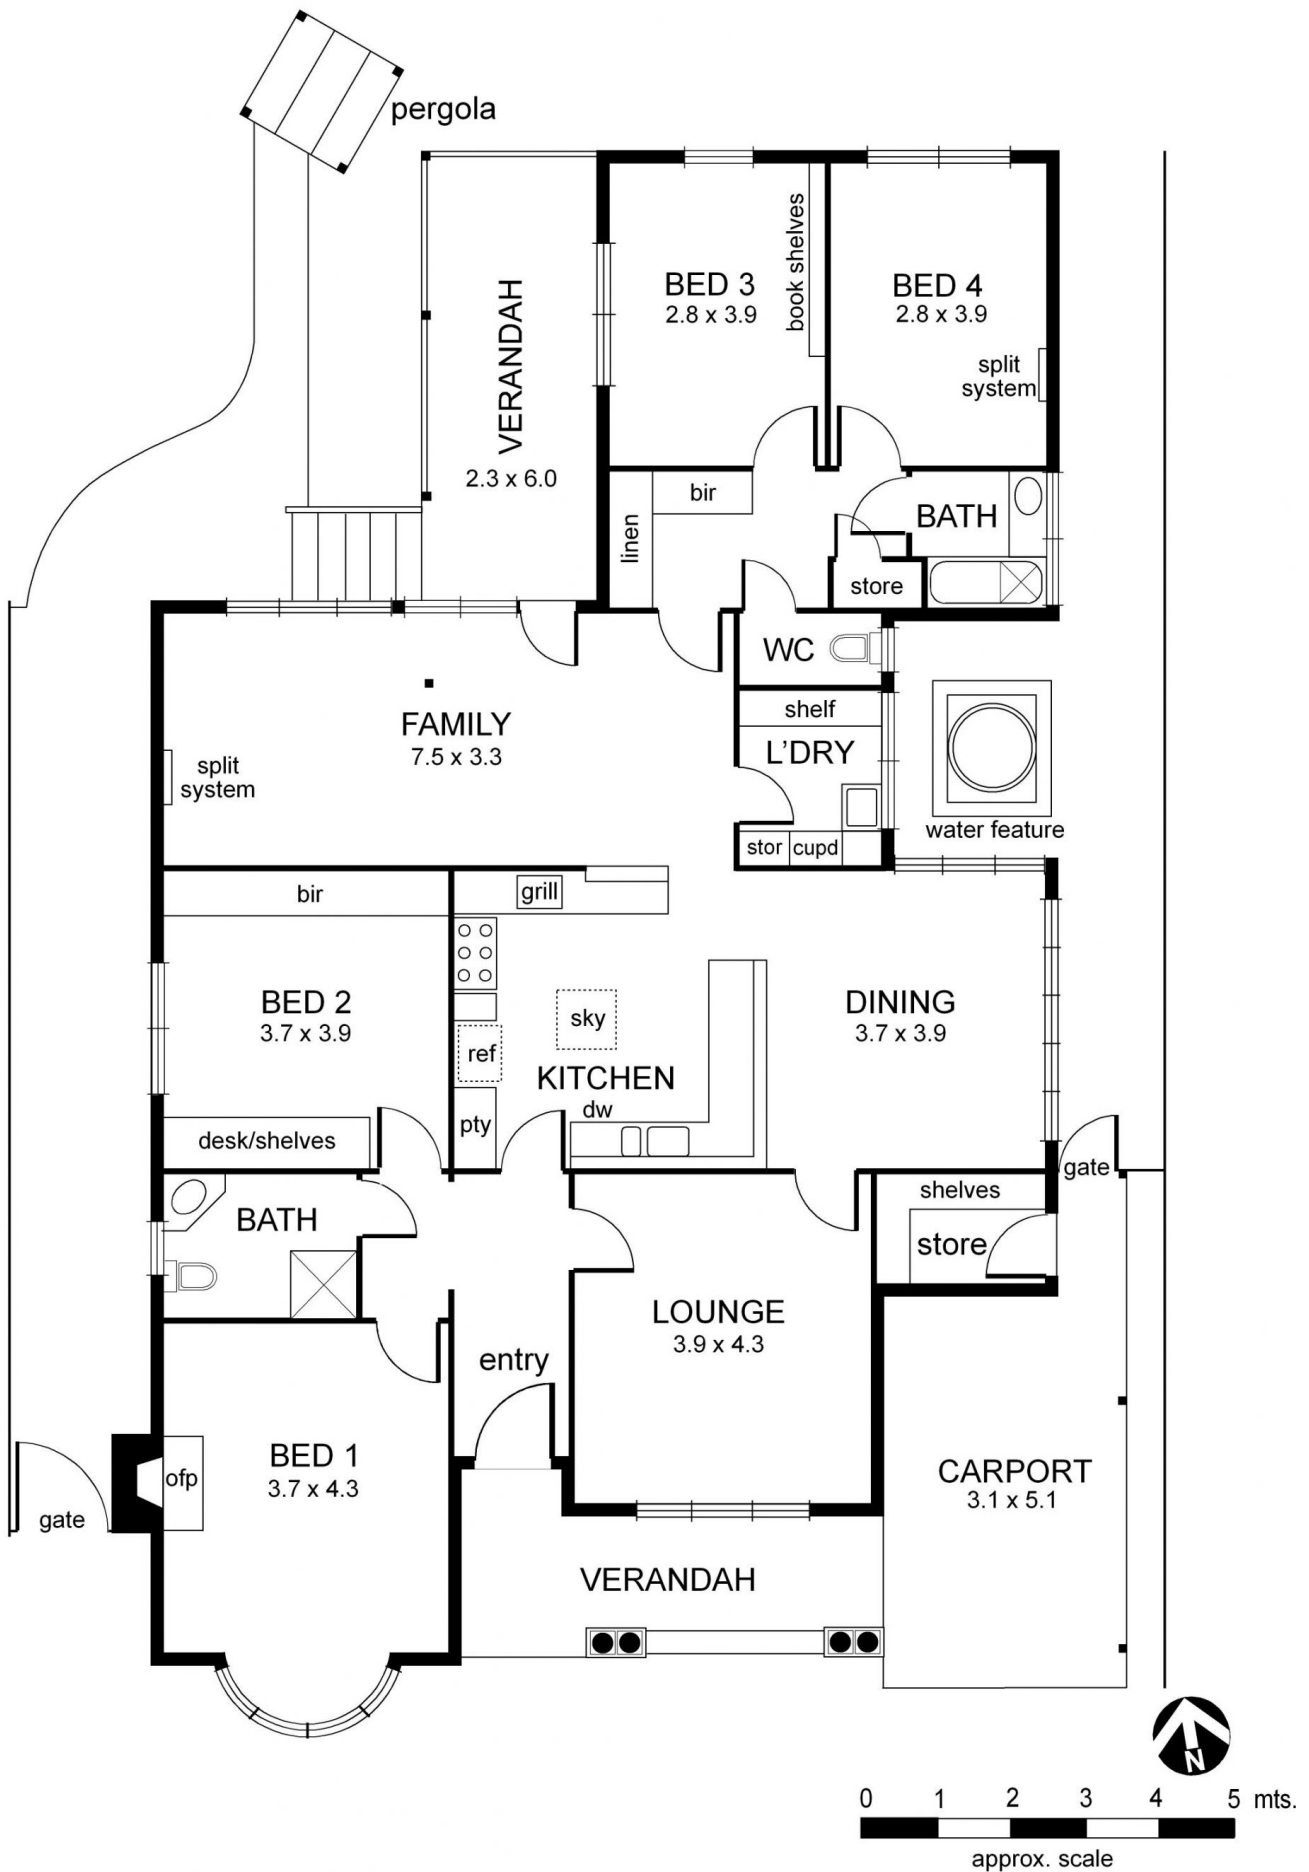 pergola
VERANDAH
2.3 x 6.0
BED 3
2.8 x 3.9
book shelves
BED 4
2.8 x 3.9
split
system
linen
bir
BATH
store
WC
shelf
L'DRY
stor
cupd
water feature
FAMILY
7.5 x 3.3
split
system
bir
BED 2
3.7 x 3.9
desk/shelves
grill
sky
ref
KITCHEN
pty
dw
DINING
3.7 x 3.9
gate
shelves
store
BATH
entry
LOUNGE
3.9 x 4.3
BED 1
3.7 x 4.3
ofp
gate
CARPORT
3.1 x 5.1
VERANDAH
N
0 1 2 3 4 5 mts.
approx. scale